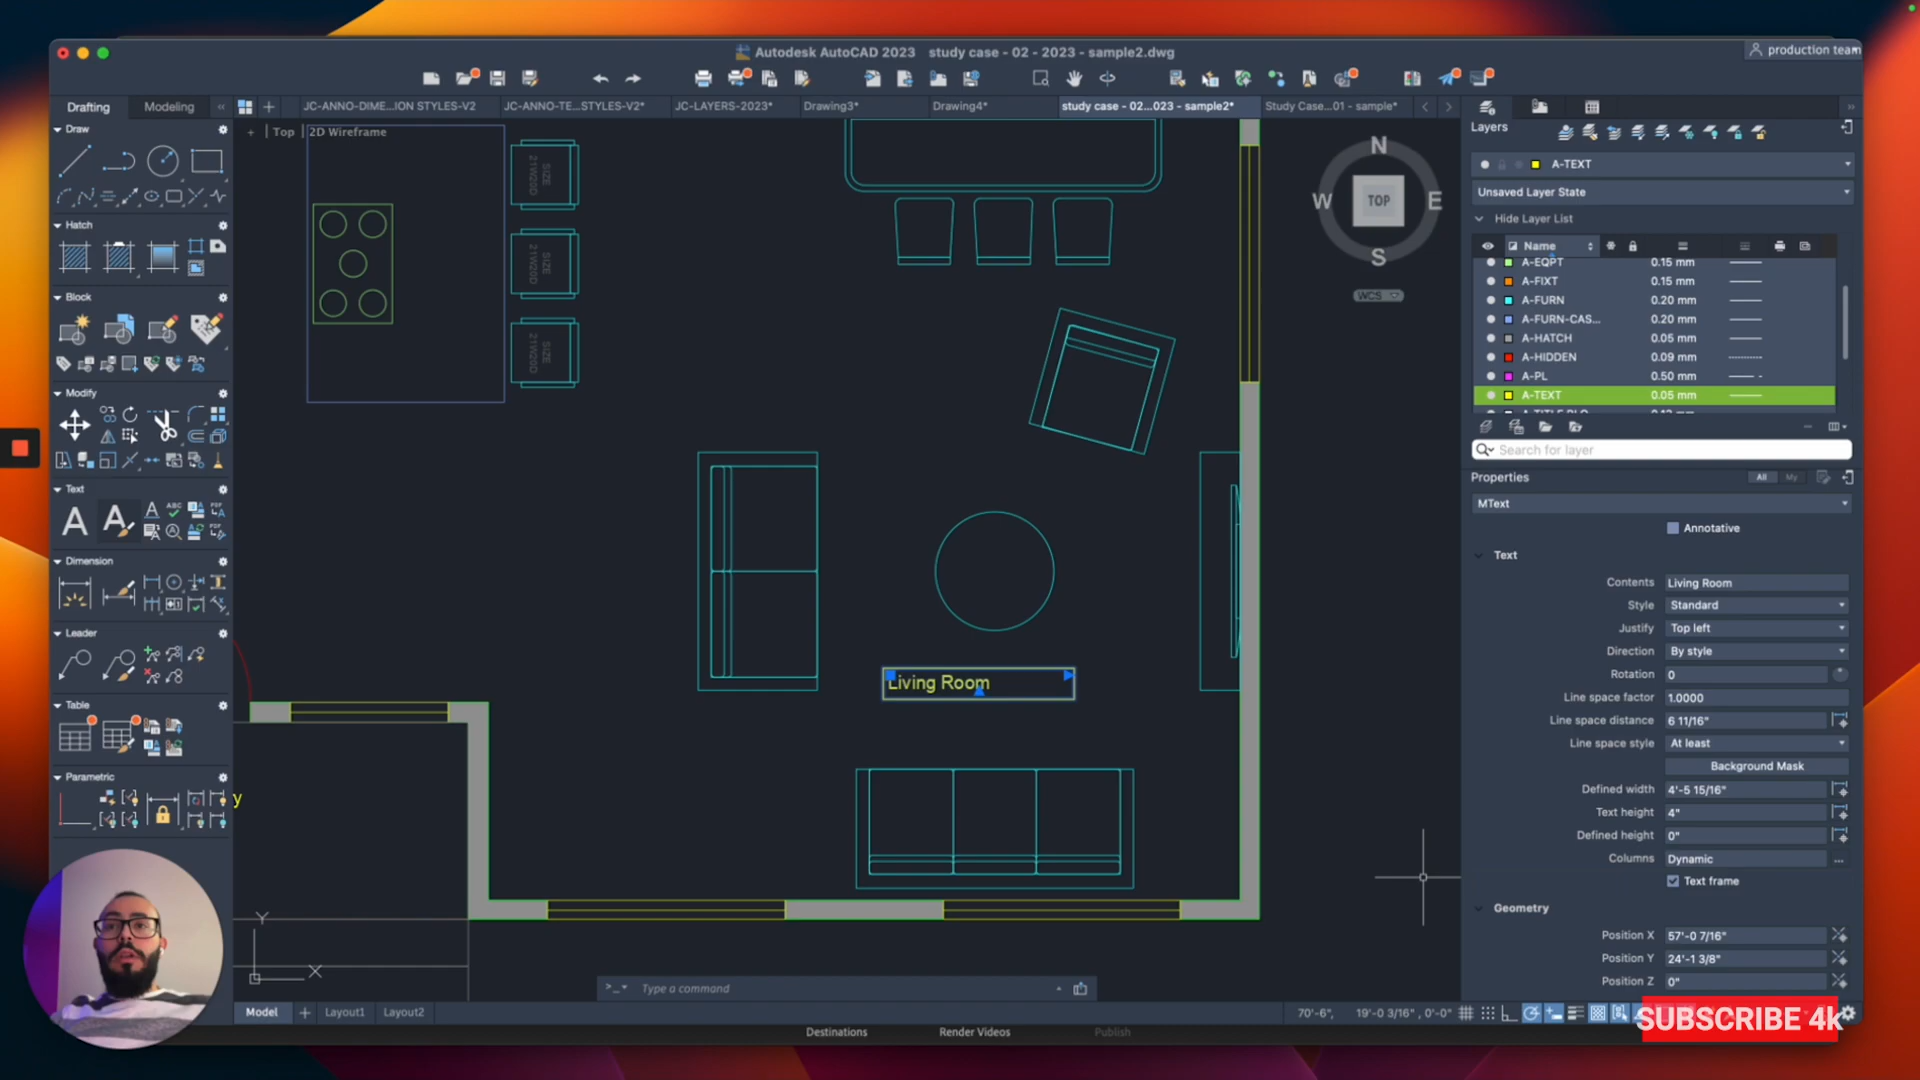 Autodesk AutoCAD 2023 study case - 02 - 2023 - sample2.dwg
production team
Drafting
Modeling
JC-ANNO-DIME...ION STYLES-V2
JC-ANNO-TE...STYLES-V2*
JC-LAYERS-2023*
Drawing3*
Drawing4*
study case - 02...023 - sample2*
Study Case...01 - sample*
Draw
Hatch
Block
Modify
Text
Dimension
Leader
Table
Parametric
+ | Top | 2D Wireframe
SIZE
21W20D
SIZE
21W20D
SIZE
21W20D
N
W
TOP
E
S
WCS
Living Room
y
Y
X
Type a command
Model
Layout1
Layout2
70'-6", 19'-0 3/16", 0'-0"
Destinations
Render Videos
Publish
Layers
A-TEXT
Unsaved Layer State
Hide Layer List
Name
A-EQPT 0.15 mm
A-FIXT 0.15 mm
A-FURN 0.20 mm
A-FURN-CAS... 0.20 mm
A-HATCH 0.05 mm
A-HIDDEN 0.09 mm
A-PL 0.50 mm
A-TEXT 0.05 mm
Search for layer
Properties
All
My
MText
Annotative
Text
Contents Living Room
Style Standard
Justify Top left
Direction By style
Rotation 0
Line space factor 1.0000
Line space distance 6 11/16"
Line space style At least
Background Mask
Defined width 4'-5 15/16"
Text height 4"
Defined height 0"
Columns Dynamic
Text frame
Geometry
Position X 57'-0 7/16"
Position Y 24'-1 3/8"
Position Z 0"
SUBSCRIBE 4k